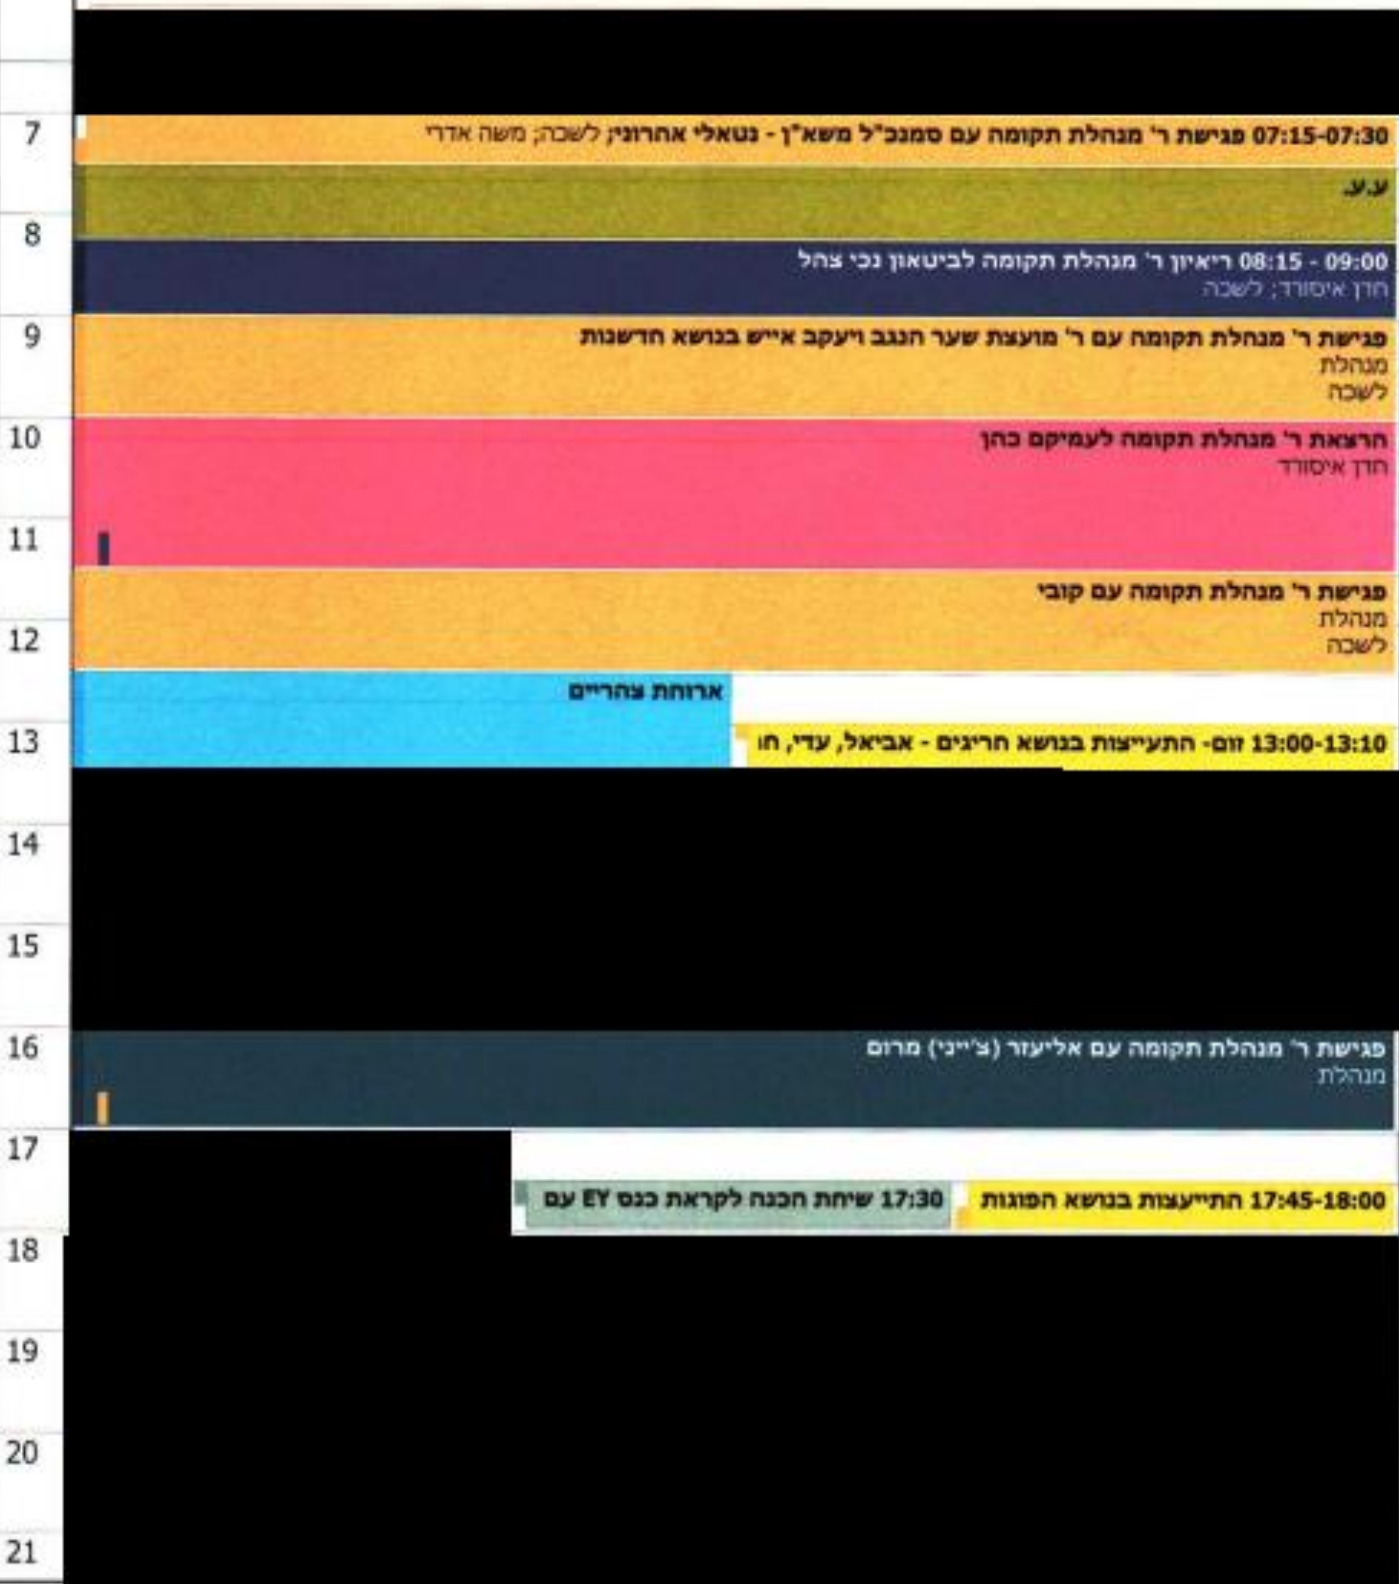 7
07:15-07:30 פגישת ר' מנהלת תקומה עם סמנכ"ל משא"ן - נטאלי אהרוני; לשכה; משה אדרי
ע.ע.
8
08:15 - 09:00 ריאיון ר' מנהלת תקומה לביטאון נכי צהל
חדן איסורד; לשכה
9
פגישת ר' מנהלת תקומה עם ר' מועצת שער הנגב ויעקב אייש בנושא חדשנות
מנהלת
לשכה
10
הרצאת ר' מנהלת תקומה לעמיקם כהן
חדן איסורד
11
פגישת ר' מנהלת תקומה עם קובי
מנהלת
לשכה
12
ארוחת צהריים
13
13:00-13:10 זום- התעייצות בנושא חריגים - אביאל, עדי, חו
14
15
16
פגישת ר' מנהלת תקומה עם אליעזר (צ'ייני) מרום
מנהלת
17
17:45-18:00 התייעצות בנושא הפוגות
17:30 שיחת הכנה לקראת כנס EY עם
18
19
20
21